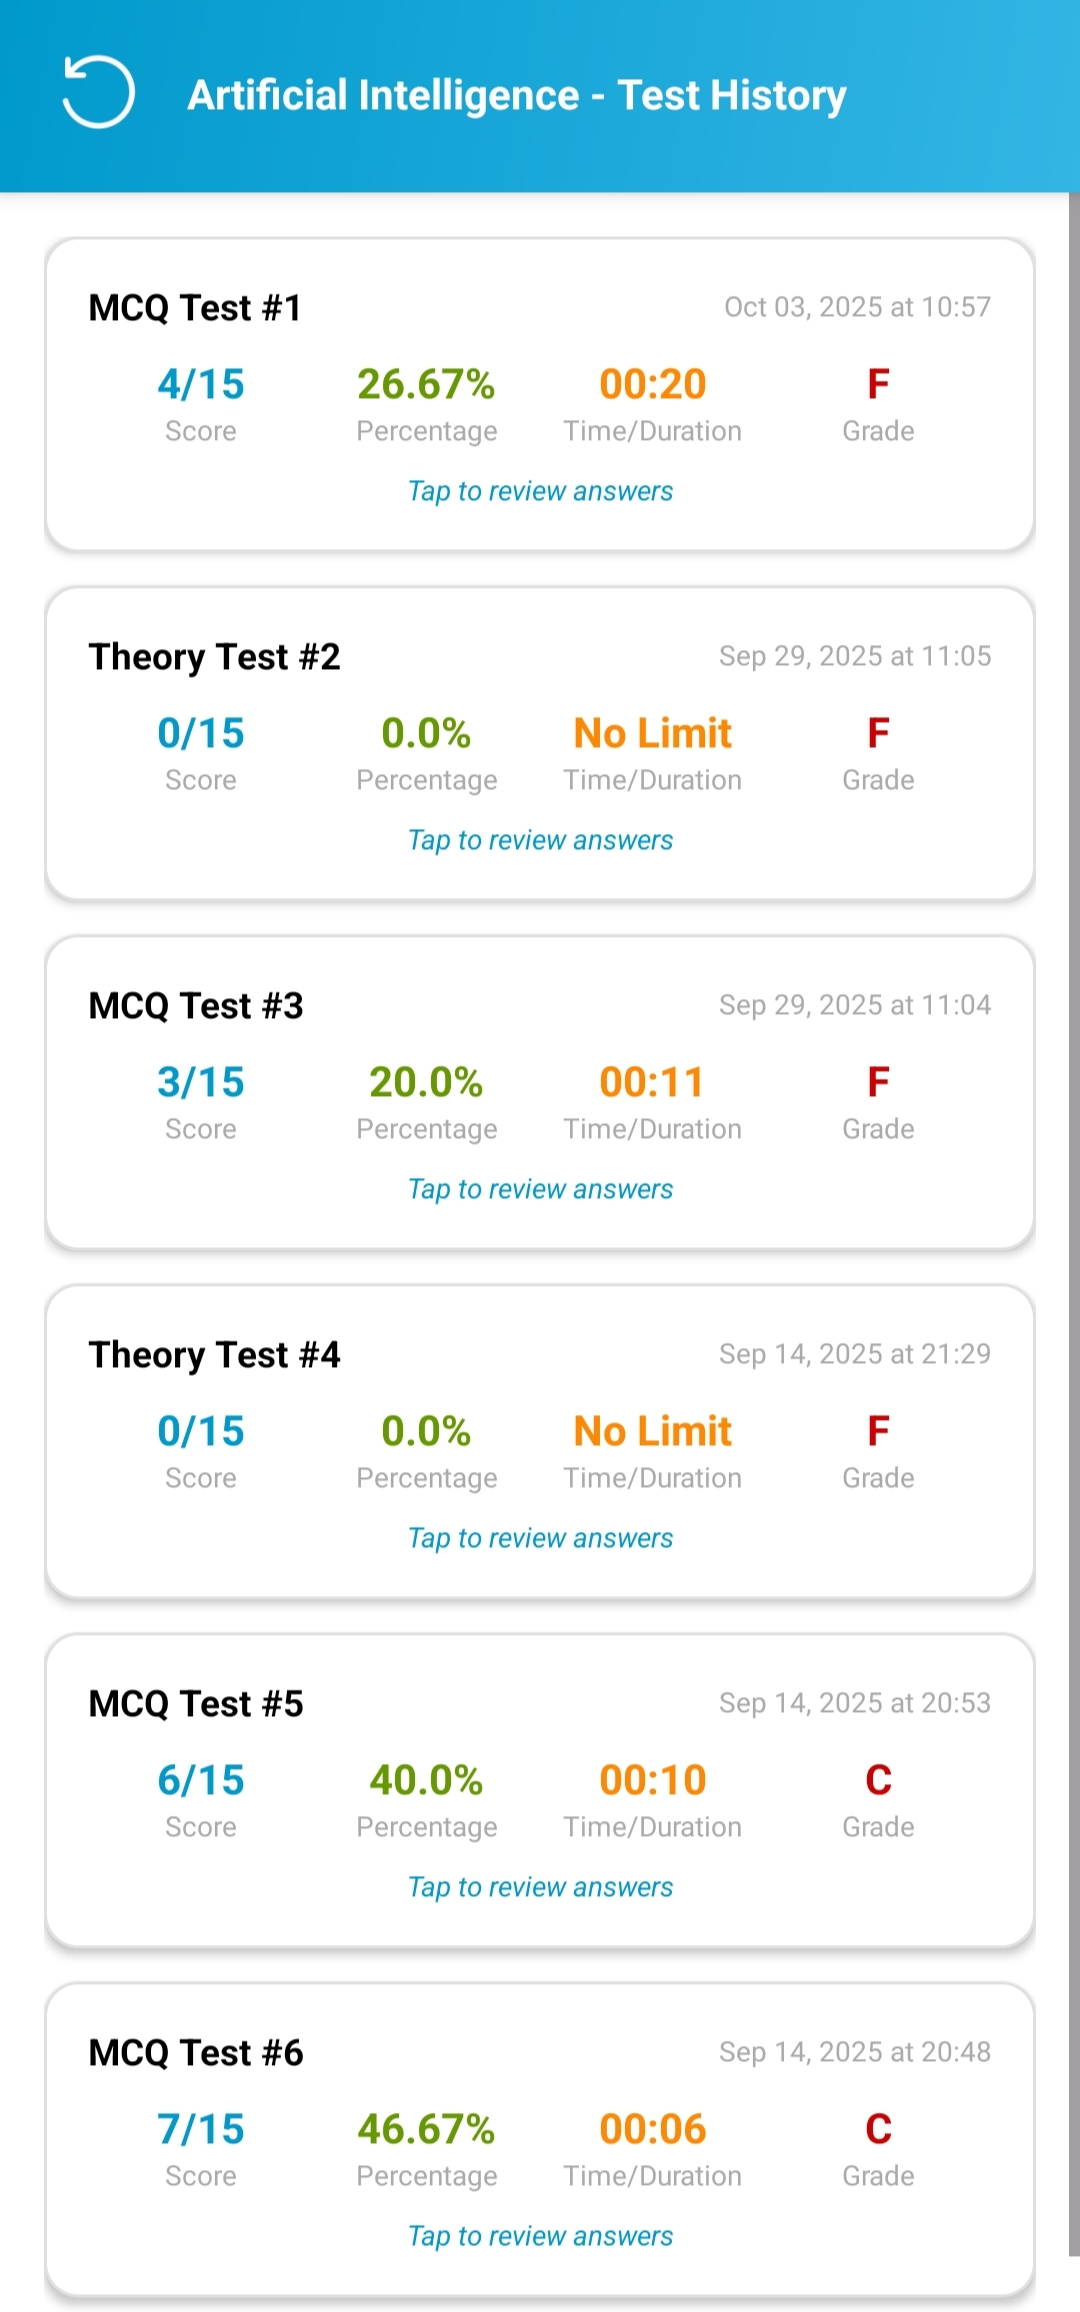 Artificial Intelligence - Test History
MCQ Test #1 Oct 03, 2025 at 10:57
4/15 26.67% 00:20 F
Score Percentage Time/Duration Grade
Tap to review answers
Theory Test #2 Sep 29, 2025 at 11:05
0/15 0.0% No Limit F
Score Percentage Time/Duration Grade
Tap to review answers
MCQ Test #3 Sep 29, 2025 at 11:04
3/15 20.0% 00:11 F
Score Percentage Time/Duration Grade
Tap to review answers
Theory Test #4 Sep 14, 2025 at 21:29
0/15 0.0% No Limit F
Score Percentage Time/Duration Grade
Tap to review answers
MCQ Test #5 Sep 14, 2025 at 20:53
6/15 40.0% 00:10 C
Score Percentage Time/Duration Grade
Tap to review answers
MCQ Test #6 Sep 14, 2025 at 20:48
7/15 46.67% 00:06 C
Score Percentage Time/Duration Grade
Tap to review answers